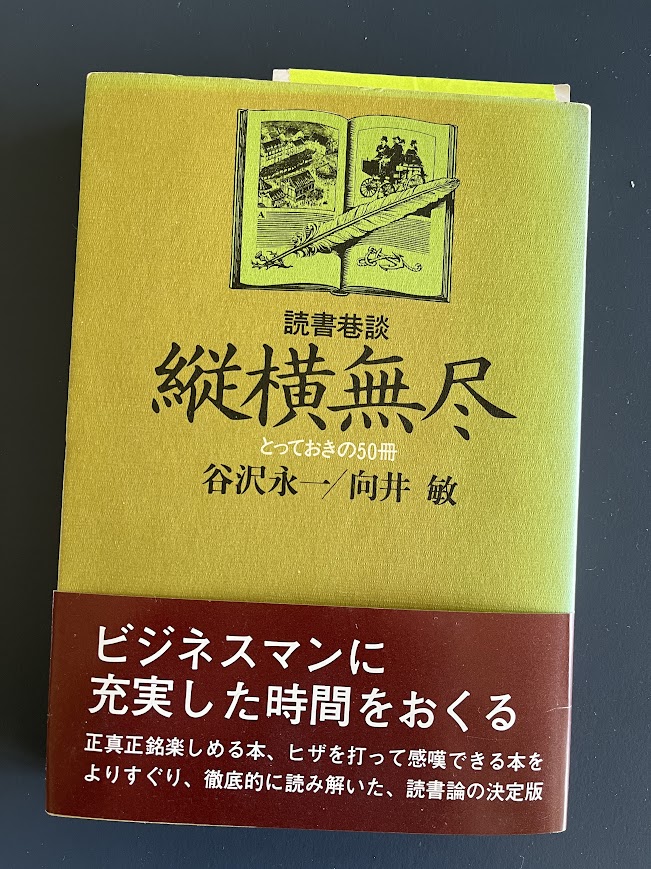 読書巷談
縦横無尽
とっておきの50冊
谷沢永一/向井 敏
ビジネスマンに
充実した時間をおくる
正真正銘楽しめる本、ヒザを打って感嘆できる本を
よりすぐり、徹底的に読み解いた、読書論の決定版